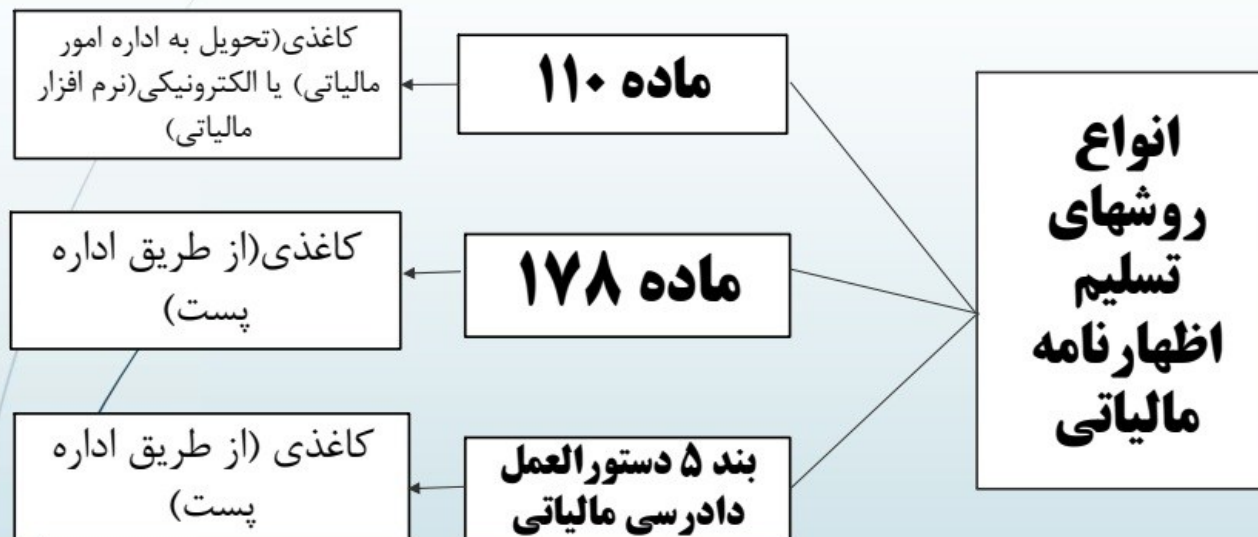 انواع
روشهای
تسلیم
اظهارنامه
مالیاتی
ماده ۱۱۰
کاغذی(تحویل به اداره امور
مالیاتی) یا الکترونیکی(نرم افزار
مالیاتی)
ماده ۱۷۸
کاغذی(از طریق اداره
پست)
بند ۵ دستورالعمل
دادرسی مالیاتی
کاغذی (از طریق اداره
پست)